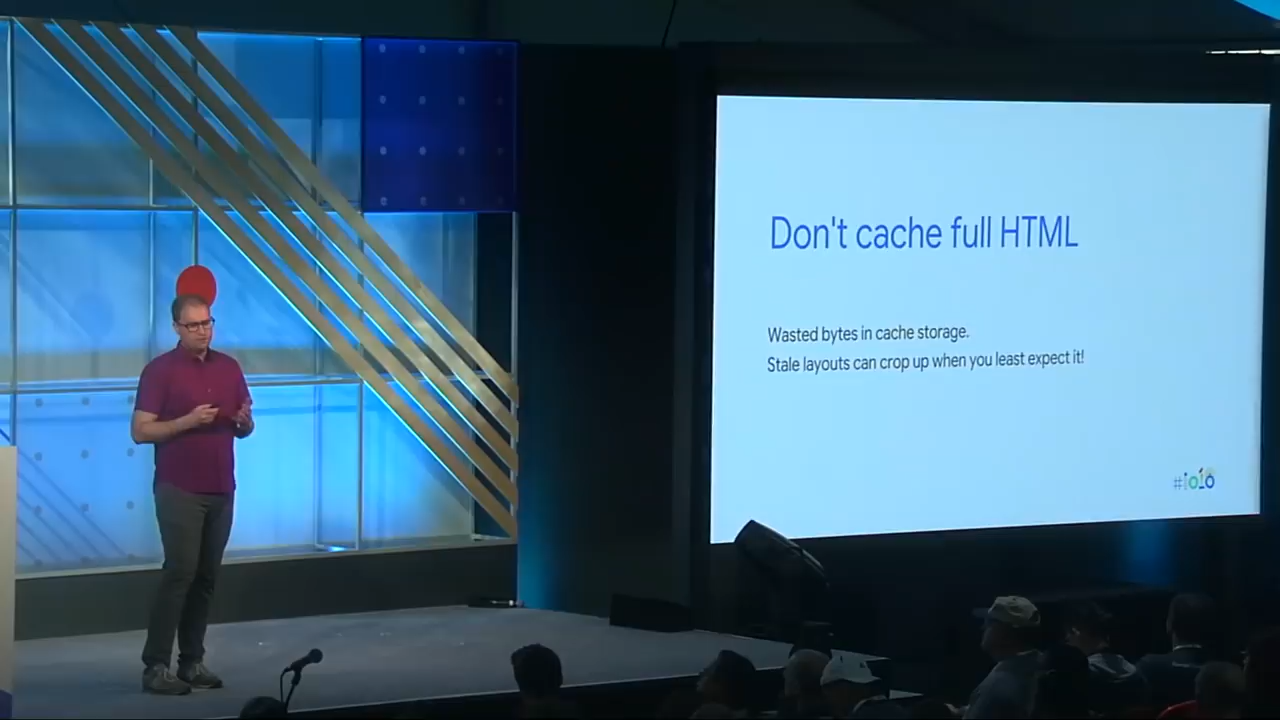 Don't cache full HTML
Wasted bytes in cache storage.
Stale layouts can crop up when you least expect it!
#io18